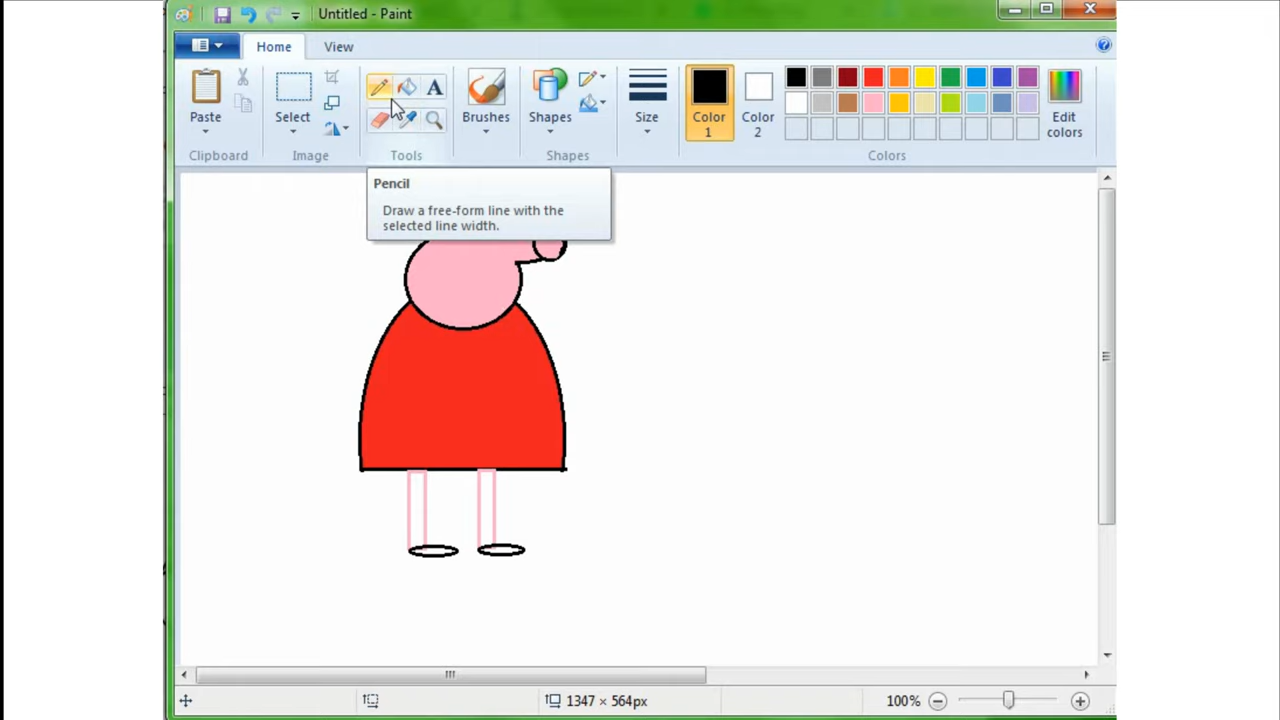 Untitled - Paint
Home View
Paste
Select
A
Brushes
Shapes
Size
Color 1
Color 2
Edit colors
Clipboard
Image
Tools
Shapes
Colors
Pencil
Draw a free-form line with the
selected line width.
1347 × 564px
100%